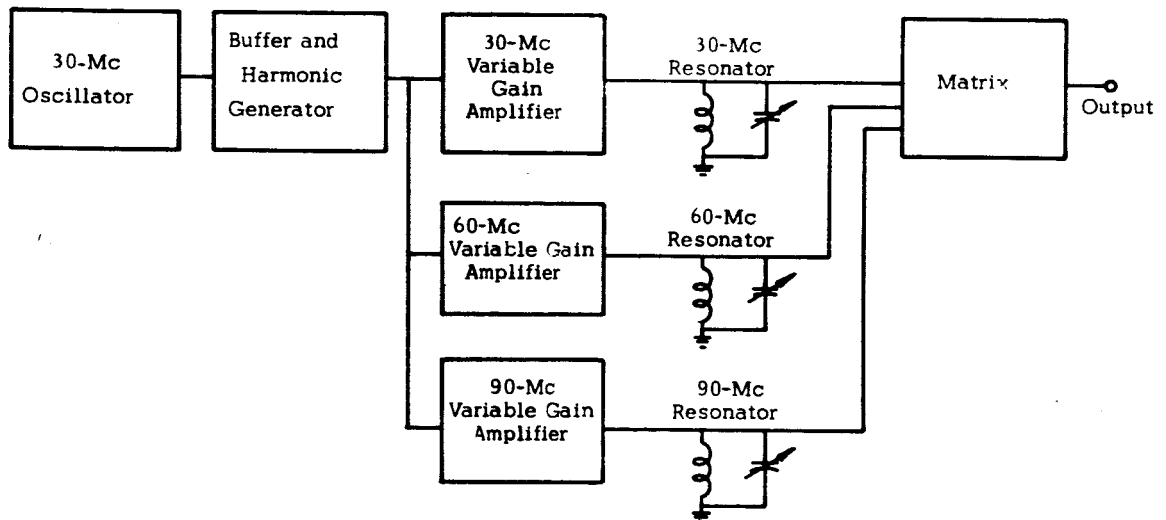 30-Mc
Oscillator
Buffer and
Harmonic
Generator
30-Mc
Variable
Gain
Amplifier
30-Mc
Resonator
Matrix
Output
60-Mc
Variable Gain
Amplifier
60-Mc
Resonator
90-Mc
Variable Gain
Amplifier
90-Mc
Resonator